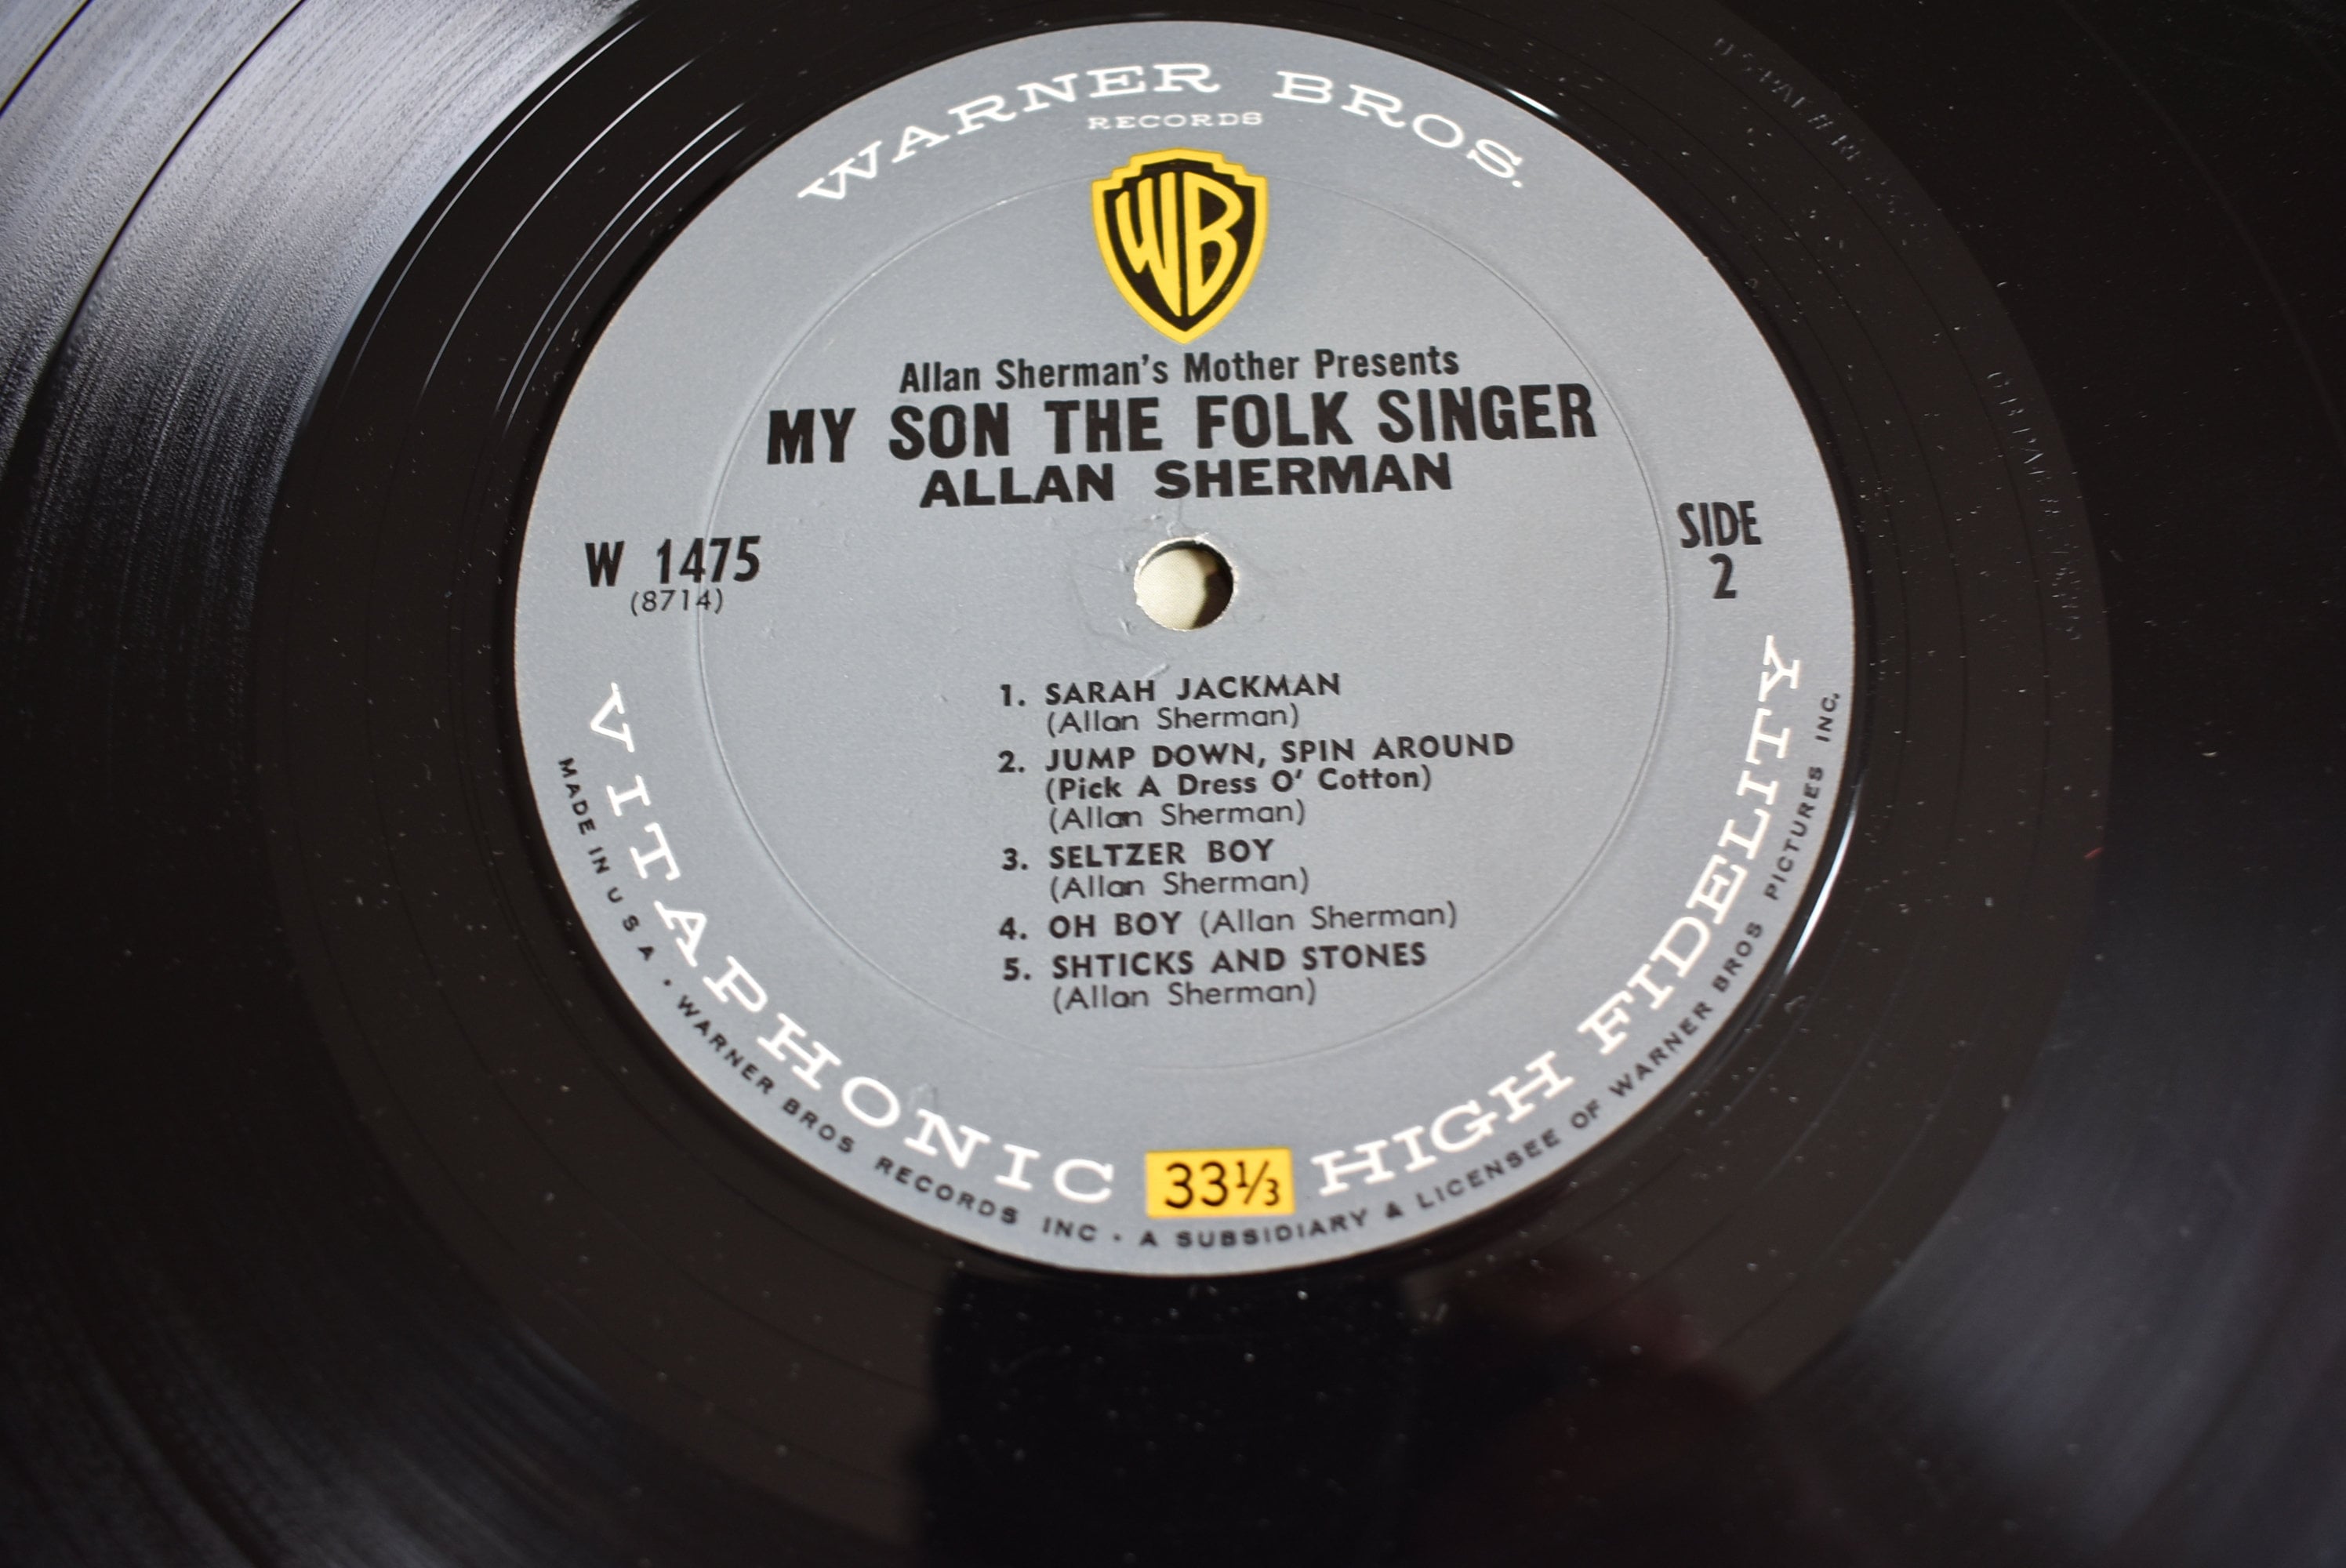 WARNER BROS.
RECORDS
WB
Allan Sherman's Mother Presents
MY SON THE FOLK SINGER
ALLAN SHERMAN
W 1475
(8714)
SIDE
2
1. SARAH JACKMAN
(Allan Sherman)
2. JUMP DOWN, SPIN AROUND
(Pick A Dress O' Cotton)
(Allan Sherman)
3. SELTZER BOY
(Allan Sherman)
4. OH BOY (Allan Sherman)
5. SHTICKS AND STONES
(Allan Sherman)
VITAPHONIC 33⅓ HIGH FIDELITY
MADE IN U S A • WARNER BROS RECORDS INC • A SUBSIDIARY & LICENSEE OF WARNER BROS PICTURES INC.